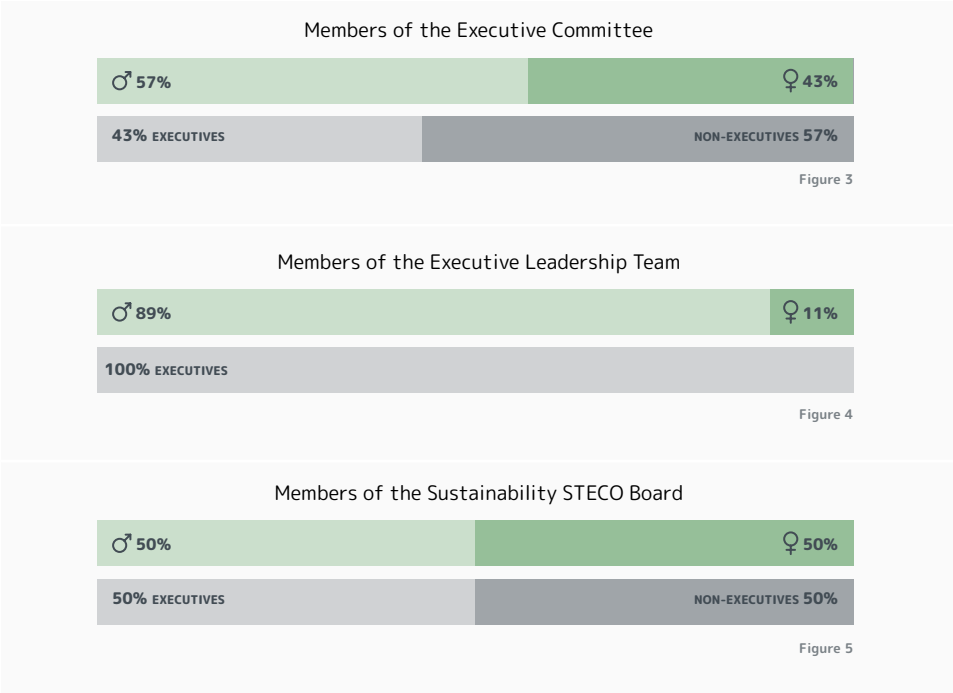 Members of the Executive Committee
♂ 57% ♀ 43%
43% EXECUTIVES NON-EXECUTIVES 57%
Figure 3
Members of the Executive Leadership Team
♂ 89% ♀ 11%
100% EXECUTIVES
Figure 4
Members of the Sustainability STECO Board
♂ 50% ♀ 50%
50% EXECUTIVES NON-EXECUTIVES 50%
Figure 5